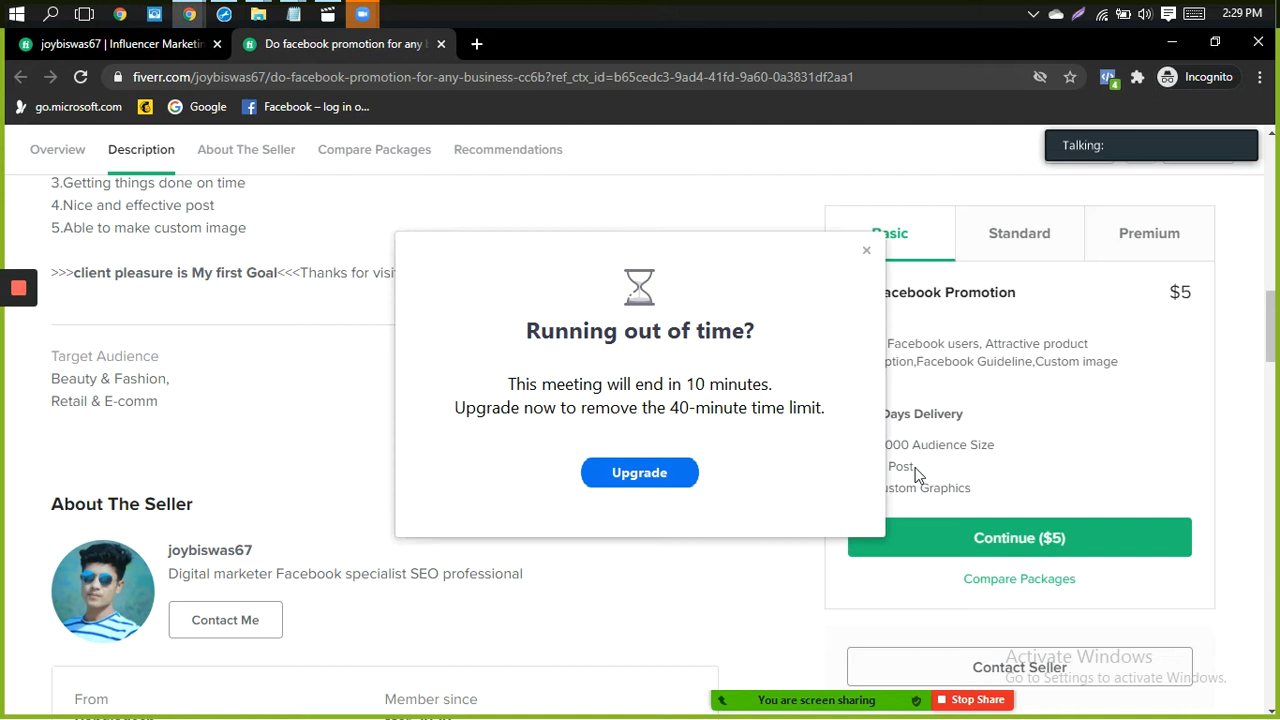 2:29 PM
joybiswas67 | Influencer Marketin
Do facebook promotion for any
fiverr.com/joybiswas67/do-facebook-promotion-for-any-business-cc6b?ref_ctx_id=b65cedc3-9ad4-41fd-9a60-0a3831df2aa1
4
Incognito
go.microsoft.com
Google
Facebook – log in o...
Overview
Description
About The Seller
Compare Packages
Recommendations
Talking:
3.Getting things done on time
4.Nice and effective post
5.Able to make custom image
>>>client pleasure is My first Goal<<<Thanks for visi
Target Audience
Beauty & Fashion,
Retail & E-comm
Running out of time?
This meeting will end in 10 minutes.
Upgrade now to remove the 40-minute time limit.
Upgrade
Basic
Standard
Premium
acebook Promotion
$5
Facebook users, Attractive product
ption,Facebook Guideline,Custom image
Days Delivery
000 Audience Size
Post
ustom Graphics
Continue ($5)
Compare Packages
Contact Seller
About The Seller
joybiswas67
Digital marketer Facebook specialist SEO professional
Contact Me
From
Member since
Activate Windows
Go to Settings to activate Windows.
You are screen sharing
Stop Share